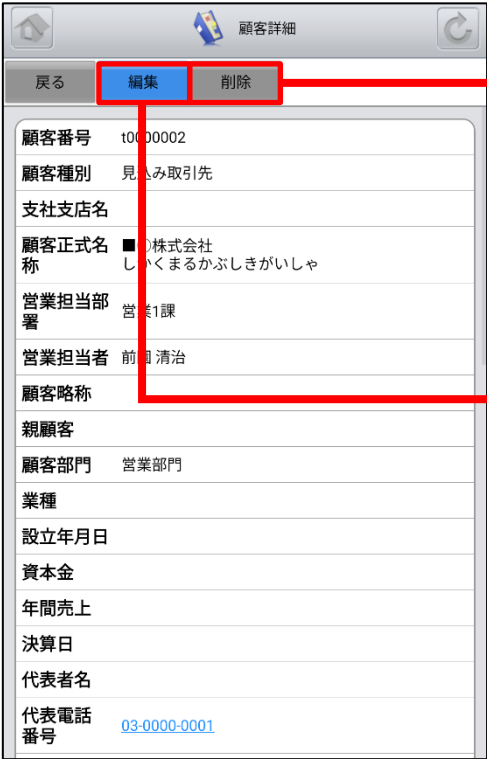 顧客詳細
戻る 編集 削除
顧客番号 t0000002
顧客種別 見込み取引先
支社支店名
顧客正式名
称
■○株式会社
しかくまるかぶしきがいしゃ
営業担当部
署
営業1課
営業担当者 前 清治
顧客略称
親顧客
顧客部門 営業部門
業種
設立年月日
資本金
年間売上
決算日
代表者名
代表電話
番号
03-0000-0001